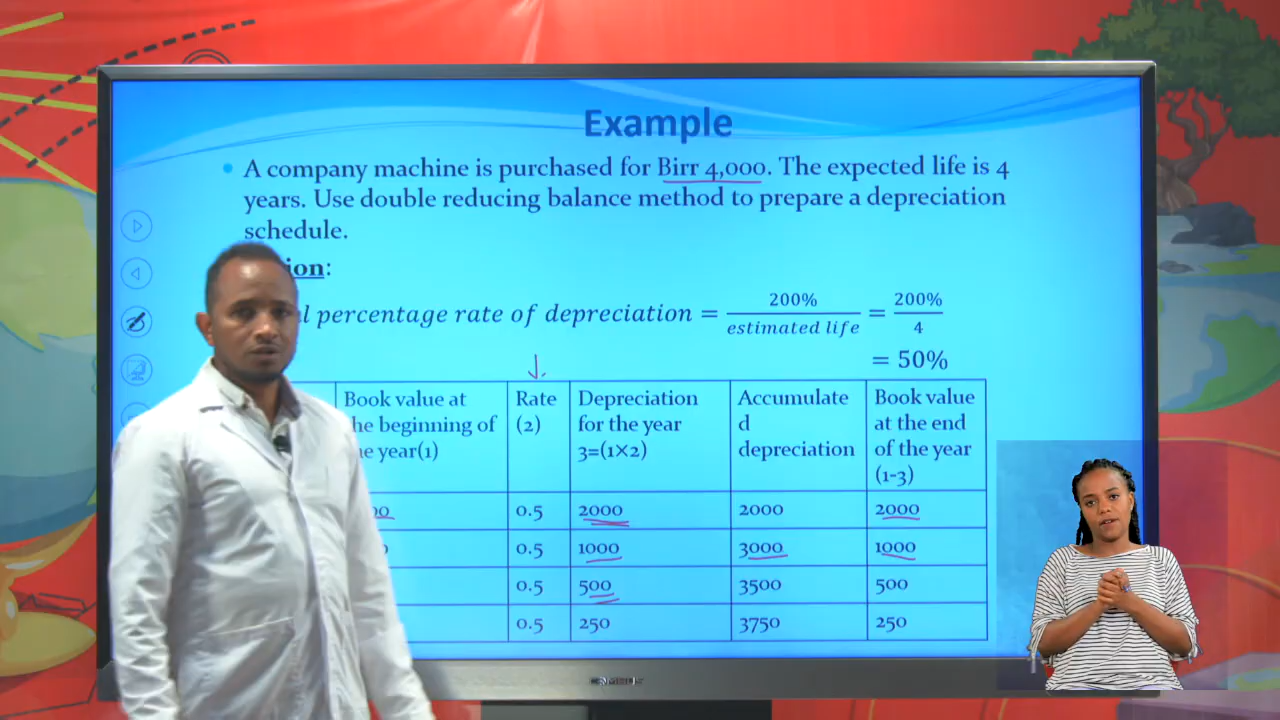 Example
A company machine is purchased for Birr 4,000. The expected life is 4
years. Use double reducing balance method to prepare a depreciation
schedule.
ion:
l percentage rate of depreciation = 200% / estimated life = 200% / 4
= 50%
Book value at
he beginning of
he year(1)
Rate
(2)
Depreciation
for the year
3=(1×2)
Accumulate
d
depreciation
Book value
at the end
of the year
(1-3)
0.5 2000 2000 2000
0.5 1000 3000 1000
0.5 500 3500 500
0.5 250 3750 250